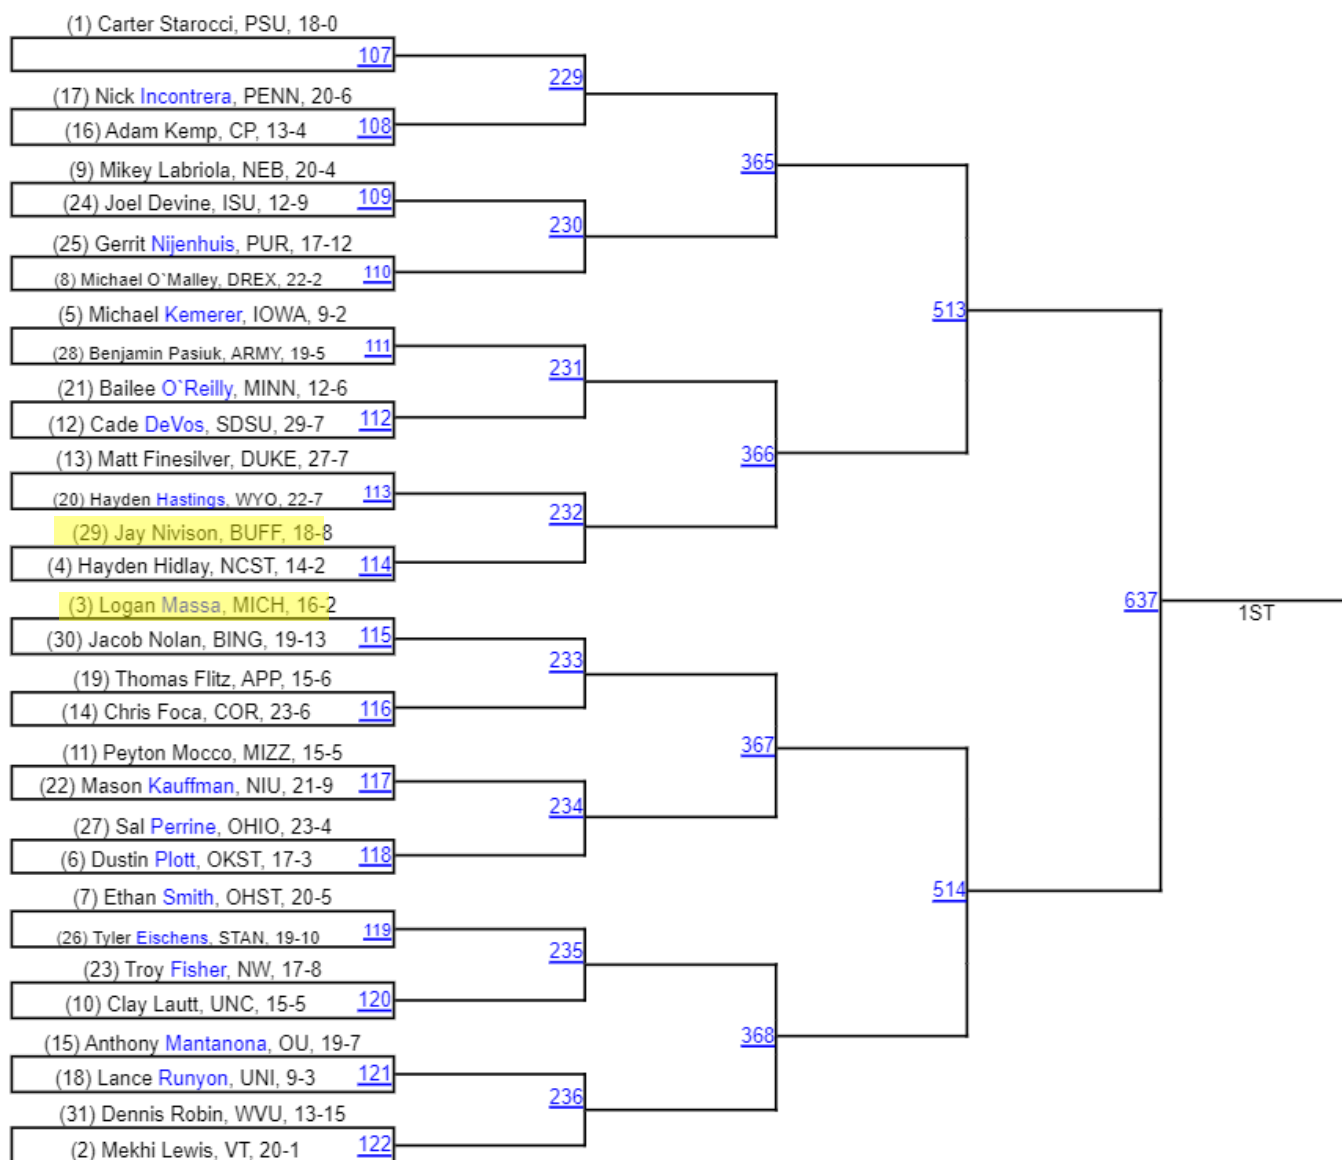 (1) Carter Starocci, PSU, 18-0
107
229
(17) Nick Incontrera, PENN, 20-6
(16) Adam Kemp, CP, 13-4 108
365
(9) Mikey Labriola, NEB, 20-4
(24) Joel Devine, ISU, 12-9 109
230
(25) Gerrit Nijenhuis, PUR, 17-12
(8) Michael O`Malley, DREX, 22-2 110
513
(5) Michael Kemerer, IOWA, 9-2
(28) Benjamin Pasiuk, ARMY, 19-5 111
231
(21) Bailee O`Reilly, MINN, 12-6
(12) Cade DeVos, SDSU, 29-7 112
366
(13) Matt Finesilver, DUKE, 27-7
(20) Hayden Hastings, WYO, 22-7 113
232
(29) Jay Nivison, BUFF, 18-8
(4) Hayden Hidlay, NCST, 14-2 114
637
1ST
(3) Logan Massa, MICH, 16-2
(30) Jacob Nolan, BING, 19-13 115
233
(19) Thomas Flitz, APP, 15-6
(14) Chris Foca, COR, 23-6 116
367
(11) Peyton Mocco, MIZZ, 15-5
(22) Mason Kauffman, NIU, 21-9 117
234
(27) Sal Perrine, OHIO, 23-4
(6) Dustin Plott, OKST, 17-3 118
514
(7) Ethan Smith, OHST, 20-5
(26) Tyler Eischens, STAN, 19-10 119
235
(23) Troy Fisher, NW, 17-8
(10) Clay Lautt, UNC, 15-5 120
368
(15) Anthony Mantanona, OU, 19-7
(18) Lance Runyon, UNI, 9-3 121
236
(31) Dennis Robin, WVU, 13-15
(2) Mekhi Lewis, VT, 20-1 122